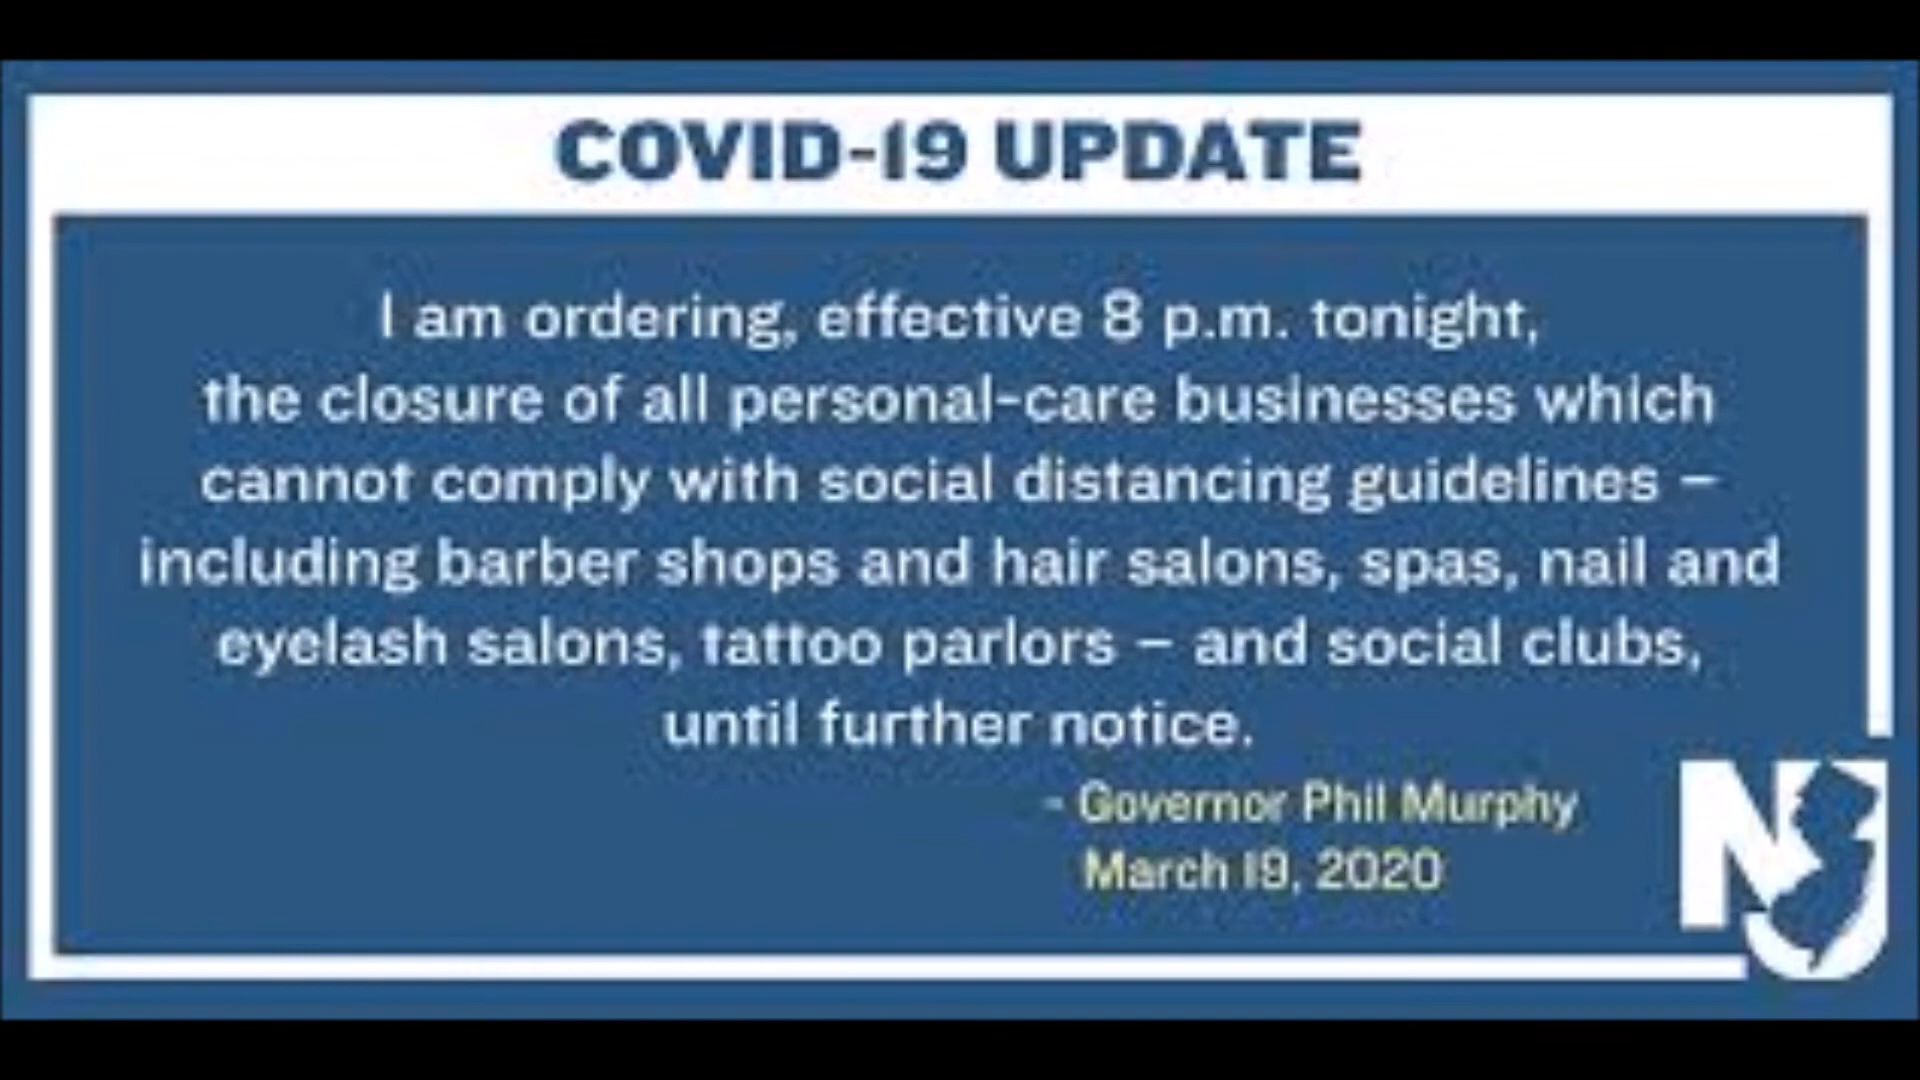 COVID-19 UPDATE
I am ordering, effective 8 p.m. tonight,
the closure of all personal-care businesses which
cannot comply with social distancing guidelines –
including barber shops and hair salons, spas, nail and
eyelash salons, tattoo parlors – and social clubs,
until further notice.
- Governor Phil Murphy
March 19, 2020
NJ